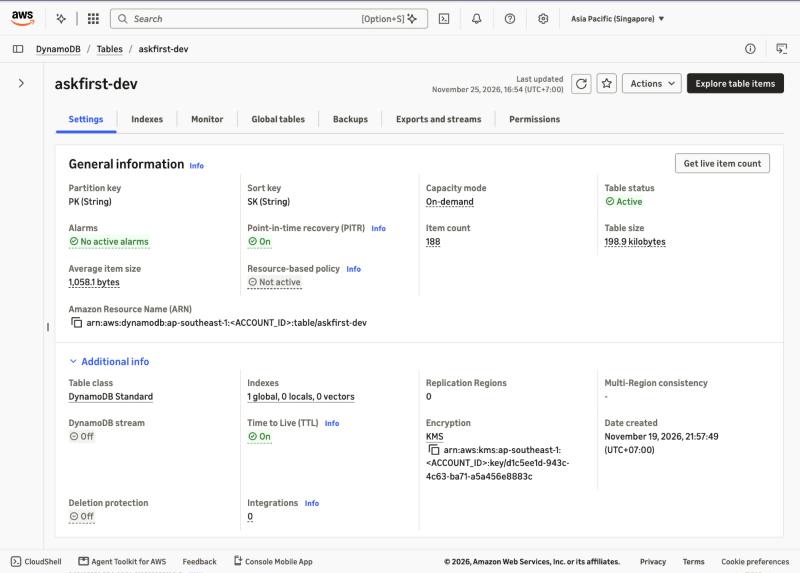 aws
Search
[Option+S]
Asia Pacific (Singapore)
DynamoDB / Tables / askfirst-dev
askfirst-dev
Last updated
November 25, 2026, 16:54 (UTC+7:00)
Actions
Explore table items
Settings
Indexes
Monitor
Global tables
Backups
Exports and streams
Permissions
General information Info
Get live item count
Partition key
PK (String)
Sort key
SK (String)
Capacity mode
On-demand
Table status
Active
Alarms
No active alarms
Point-in-time recovery (PITR) Info
On
Item count
188
Table size
198.9 kilobytes
Average item size
1,058.1 bytes
Resource-based policy Info
Not active
Amazon Resource Name (ARN)
arn:aws:dynamodb:ap-southeast-1:<ACCOUNT_ID>:table/askfirst-dev
Additional info
Table class
DynamoDB Standard
Indexes
1 global, 0 locals, 0 vectors
Replication Regions
0
Multi-Region consistency
-
DynamoDB stream
Off
Time to Live (TTL) Info
On
Encryption
KMS
arn:aws:kms:ap-southeast-1:
<ACCOUNT_ID>:key/d1c5ee1d-943c-
4c63-ba71-a5a456e8883c
Date created
November 19, 2026, 21:57:49
(UTC+07:00)
Deletion protection
Off
Integrations Info
0
CloudShell
Agent Toolkit for AWS
Feedback
Console Mobile App
© 2026, Amazon Web Services, Inc. or its affiliates.
Privacy
Terms
Cookie preferences